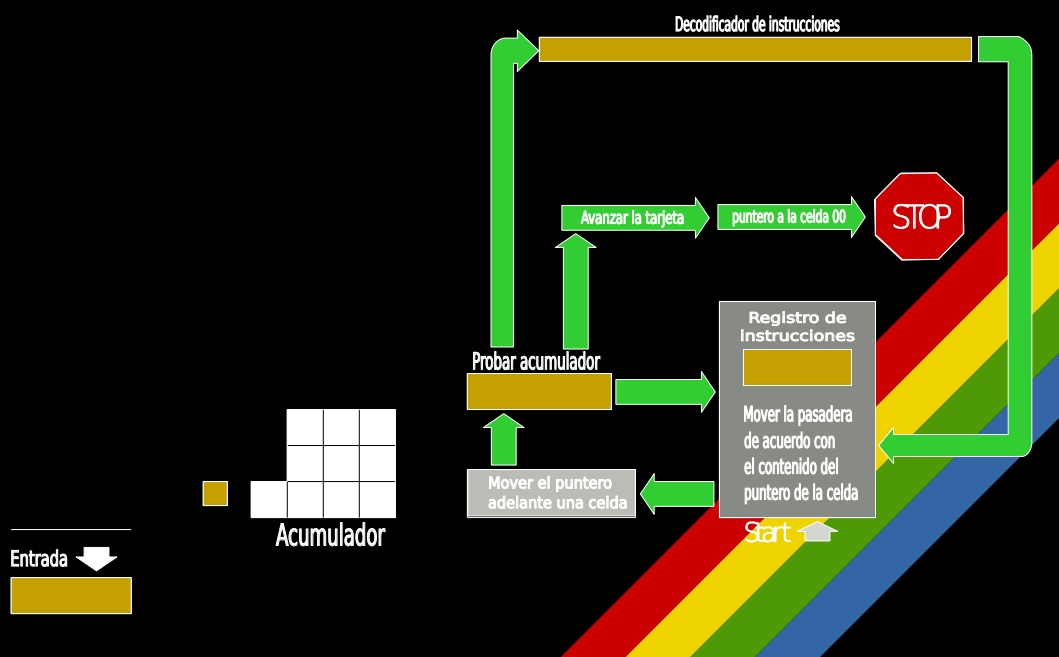 Decodificador de instrucciones
Avanzar la tarjeta
puntero a la celda 00
STOP
Registro de
instrucciones
Probar acumulador
Mover la pasadera
de acuerdo con
el contenido del
puntero de la celda
Mover el puntero
adelante una celda
Start
Acumulador
Entrada